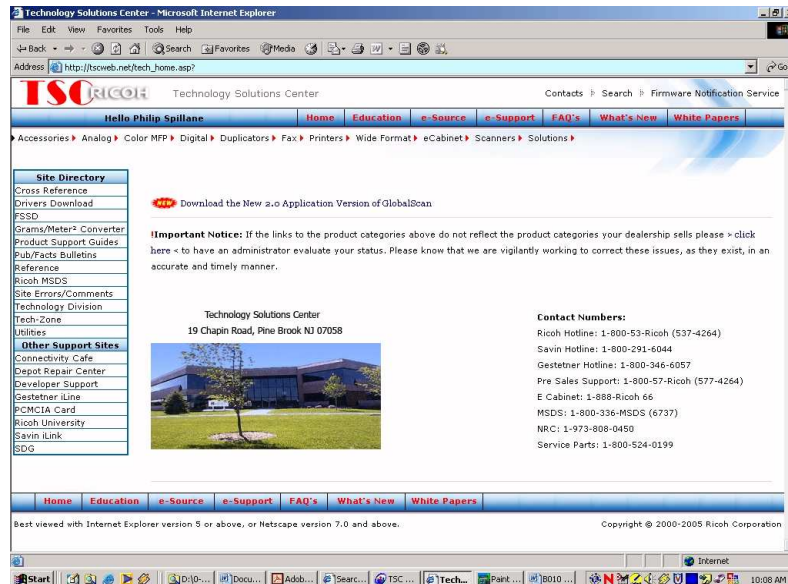 Technology Solutions Center - Microsoft Internet Explorer
File Edit View Favorites Tools Help
Back Search Favorites Media
Address http://tscweb.net/tech_home.asp? Go
TSC RICOH Technology Solutions Center Contacts Search Firmware Notification Service
Hello Philip Spillane Home Education e-Source e-Support FAQ's What's New White Papers
Accessories Analog Color MFP Digital Duplicators Fax Printers Wide Format eCabinet Scanners Solutions
Site Directory
Cross Reference
Drivers Download
FSSD
Grams/Meter² Converter
Product Support Guides
Pub/Facts Bulletins
Reference
Ricoh MSDS
Site Errors/Comments
Technology Division
Tech-Zone
Utilities
Other Support Sites
Connectivity Cafe
Depot Repair Center
Developer Support
Gestetner iLine
PCMCIA Card
Ricoh University
Savin iLink
SDG
NEW Download the New 2.0 Application Version of GlobalScan
!Important Notice: If the links to the product categories above do not reflect the product categories your dealership sells please > click
here < to have an administrator evaluate your status. Please know that we are vigilantly working to correct these issues, as they exist, in an
accurate and timely manner.
Technology Solutions Center
19 Chapin Road, Pine Brook NJ 07058
Contact Numbers:
Ricoh Hotline: 1-800-53-Ricoh (537-4264)
Savin Hotline: 1-800-291-6044
Gestetner Hotline: 1-800-346-6057
Pre Sales Support: 1-800-57-Ricoh (577-4264)
E Cabinet: 1-888-Ricoh 66
MSDS: 1-800-336-MSDS (6737)
NRC: 1-973-808-0450
Service Parts: 1-800-524-0199
Home Education e-Source e-Support FAQ's What's New White Papers
Best viewed with Internet Explorer version 5 or above, or Netscape version 7.0 and above. Copyright © 2000-2005 Ricoh Corporation
Internet
Start D:\0-... Docu... Adob... Searc... TSC ... Tech... Paint ... B010 ... 10:08 AM